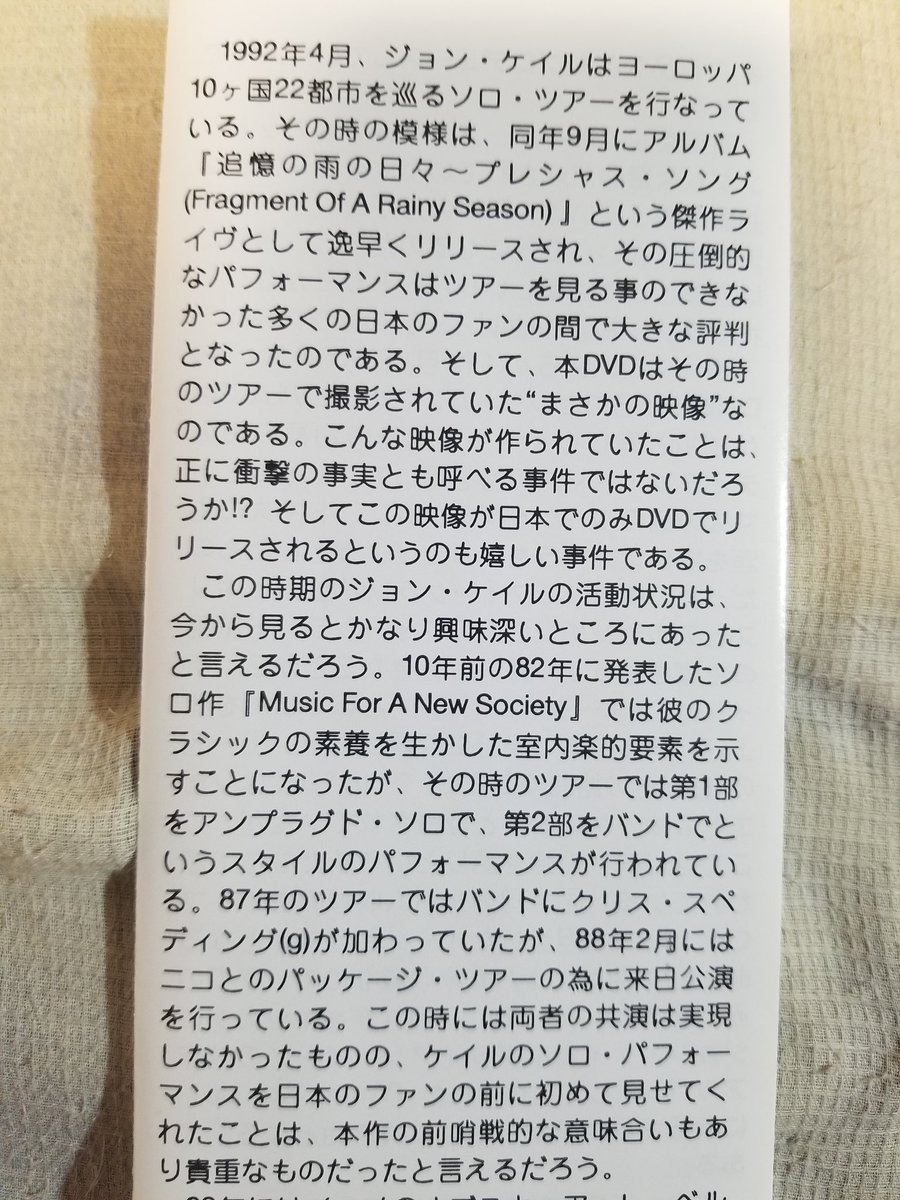 1992年4月、ジョン・ケイルはヨーロッパ
10ヶ国22都市を巡るソロ・ツアーを行なって
いる。その時の模様は、同年9月にアルバム
『追憶の雨の日々〜プレシャス・ソング
(Fragment Of A Rainy Season)』という傑作ラ
イヴとして逸早くリリースされ、その圧倒的
なパフォーマンスはツアーを見る事のできな
かった多くの日本のファンの間で大きな評判
となったのである。そして、本DVDはその時
のツアーで撮影されていた“まさかの映像”な
のである。こんな映像が作られていたことは、
正に衝撃の事実とも呼べる事件ではないだろ
うか!? そしてこの映像が日本でのみDVDでリ
リースされるというのも嬉しい事件である。
この時期のジョン・ケイルの活動状況は、
今から見るとかなり興味深いところにあった
と言えるだろう。10年前の82年に発表したソ
ロ作『Music For A New Society』では彼のク
ラシックの素養を生かした室内楽的要素を示
すことになったが、その時のツアーでは第1部
をアンプラグド・ソロで、第2部をバンドでと
いうスタイルのパフォーマンスが行われてい
る。87年のツアーではバンドにクリス・スペ
ディング(g)が加わっていたが、88年2月には
ニコとのパッケージ・ツアーの為に来日公演
を行っている。この時には両者の共演は実現
しなかったものの、ケイルのソロ・パフォー
マンスを日本のファンの前に初めて見せてく
れたことは、本作の前哨戦的な意味合いもあ
り貴重なものだったと言えるだろう。